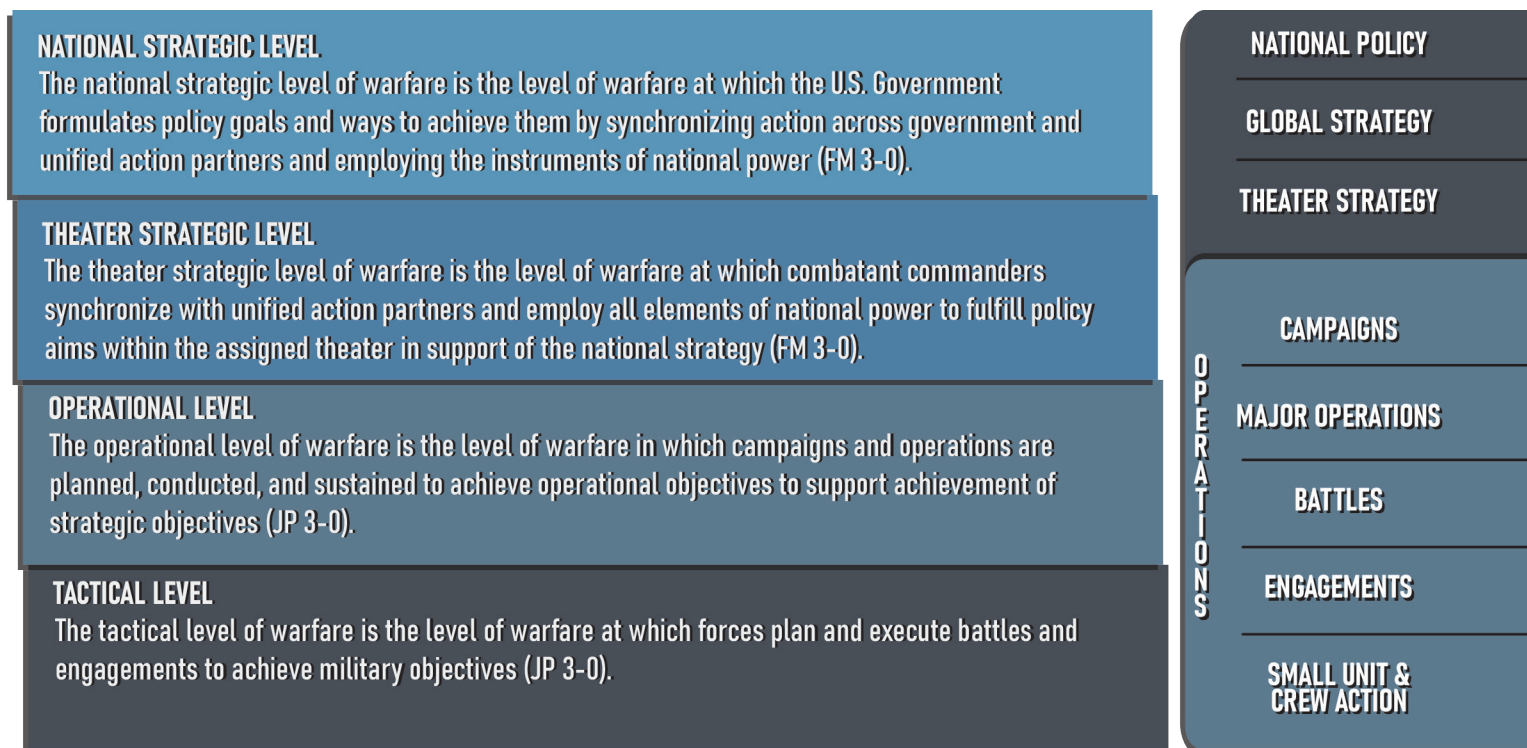 NATIONAL STRATEGIC LEVEL
The national strategic level of warfare is the level of warfare at which the U.S. Government
formulates policy goals and ways to achieve them by synchronizing action across government and
unified action partners and employing the instruments of national power (FM 3-0).
THEATER STRATEGIC LEVEL
The theater strategic level of warfare is the level of warfare at which combatant commanders
synchronize with unified action partners and employ all elements of national power to fulfill policy
aims within the assigned theater in support of the national strategy (FM 3-0).
OPERATIONAL LEVEL
The operational level of warfare is the level of warfare in which campaigns and operations are
planned, conducted, and sustained to achieve operational objectives to support achievement of
strategic objectives (JP 3-0).
TACTICAL LEVEL
The tactical level of warfare is the level of warfare at which forces plan and execute battles and
engagements to achieve military objectives (JP 3-0).
NATIONAL POLICY
GLOBAL STRATEGY
THEATER STRATEGY
OPERATIONS
CAMPAIGNS
MAJOR OPERATIONS
BATTLES
ENGAGEMENTS
SMALL UNIT &
CREW ACTION